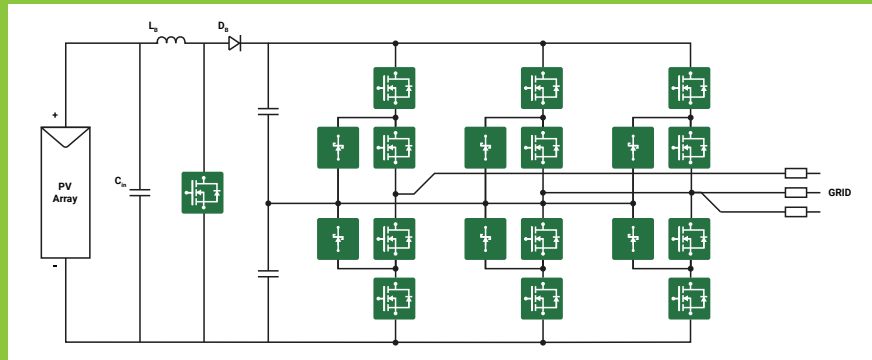 L_B D_B
+
PV
Array
C_in
-
GRID